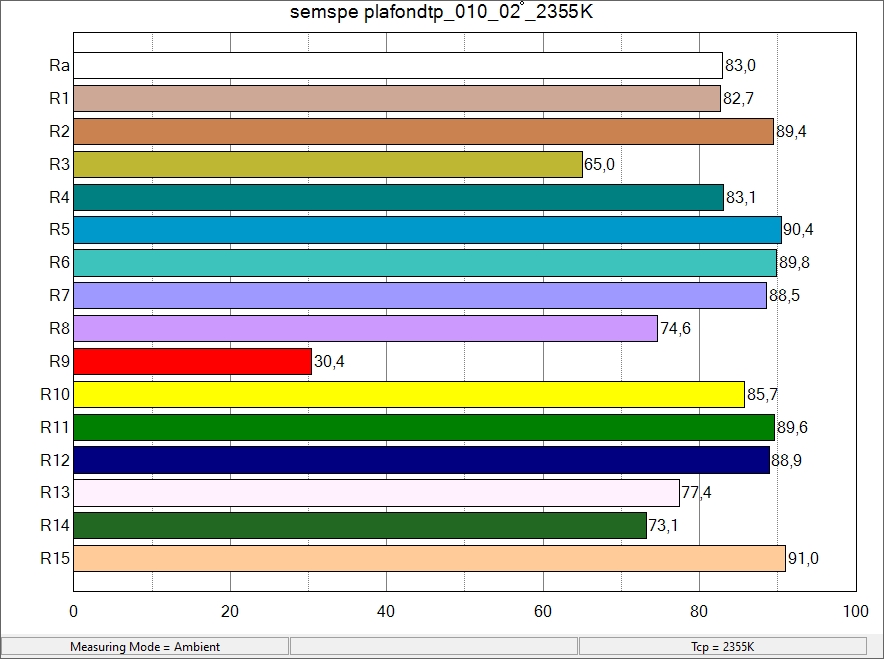 semspe plafondtp_010_02°_2355K
Ra 83,0
R1 82,7
R2 89,4
R3 65,0
R4 83,1
R5 90,4
R6 89,8
R7 88,5
R8 74,6
R9 30,4
R10 85,7
R11 89,6
R12 88,9
R13 77,4
R14 73,1
R15 91,0
0 20 40 60 80 100
Measuring Mode = Ambient Tcp = 2355K